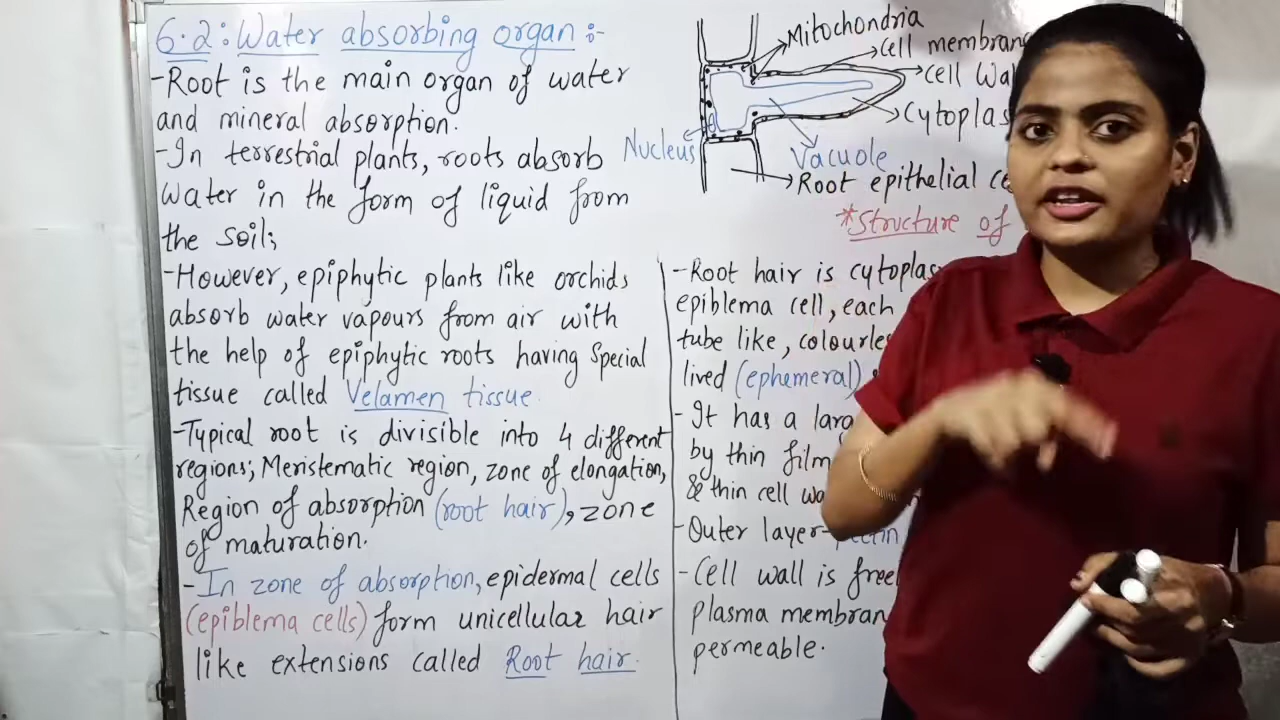 6.2: Water absorbing organ :-
-Root is the main organ of water
and mineral absorption.
-In terrestrial plants, roots absorb
water in the form of liquid from
the soil;
-However, epiphytic plants like orchids
absorb water vapours from air with
the help of epiphytic roots having special
tissue called Velamen tissue.
-Typical root is divisible into 4 different
regions; Meristematic region, zone of elongation,
Region of absorption (root hair), zone
of maturation.
-In zone of absorption, epidermal cells
(epiblema cells) form unicellular hair
like extensions called Root hair.
Mitochondria
Cell membran
Cell Wa
Cytoplas
Nucleus
Vacuole
Root epithelial ce
*Structure of
-Root hair is cytoplas
epiblema cell, each
tube like, colourle
lived (ephemeral)
-It has a larg
by thin film
& thin cell wa
-Outer layer-
-Cell wall is free
plasma membran
permeable.